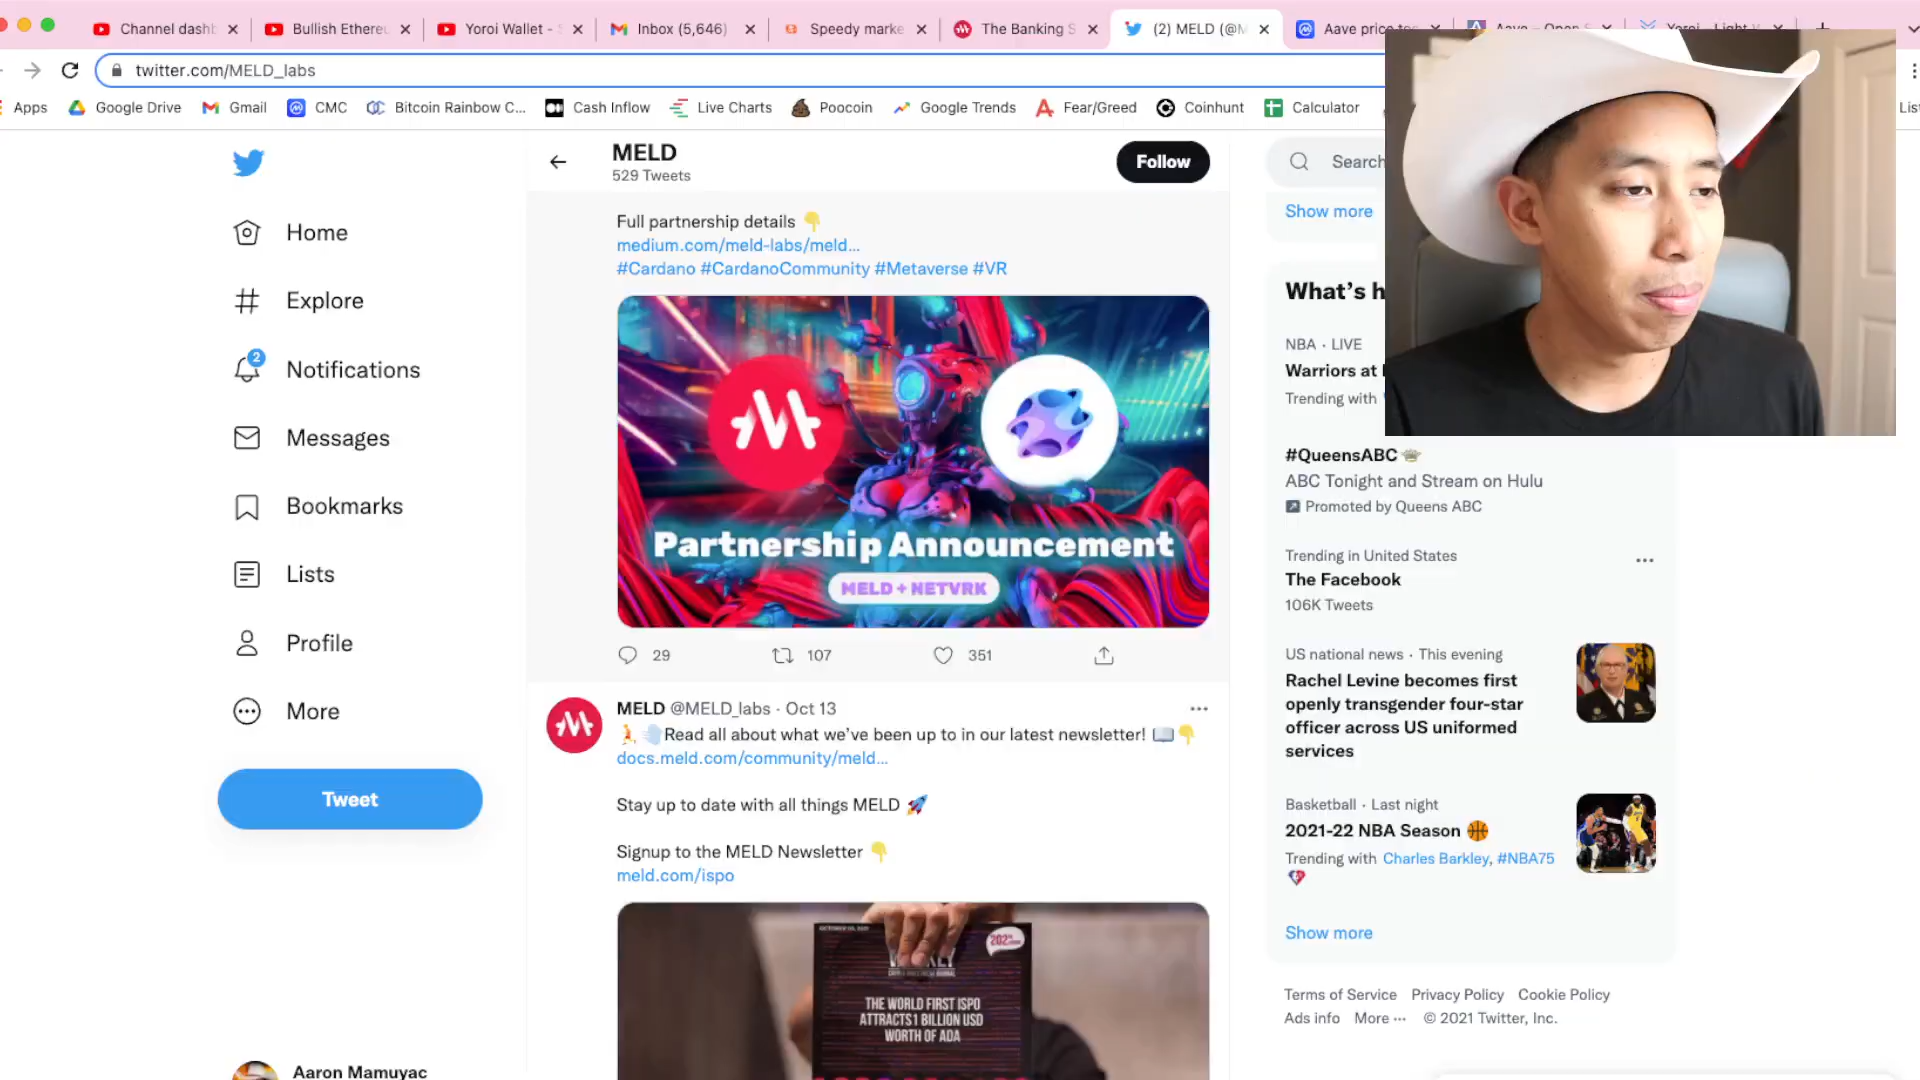 Channel dashb
Bullish Ethere
Yoroi Wallet -
Inbox (5,646)
Speedy marke
The Banking S
(2) MELD (@M
Aave price to
Aave – Open S
Yoroi - Light W
twitter.com/MELD_labs
Apps
Google Drive
Gmail
CMC
Bitcoin Rainbow C...
Cash Inflow
Live Charts
Poocoin
Google Trends
Fear/Greed
Coinhunt
Calculator
List
Home
Explore
2
Notifications
Messages
Bookmarks
Lists
Profile
More
Tweet
Aaron Mamuyac
MELD
529 Tweets
Follow
Full partnership details 👇
medium.com/meld-labs/meld…
#Cardano #CardanoCommunity #Metaverse #VR
Partnership Announcement
MELD + NETVRK
29
107
351
MELD @MELD_labs · Oct 13
Read all about what we've been up to in our latest newsletter! 📖👇
docs.meld.com/community/meld…
Stay up to date with all things MELD 🚀
Signup to the MELD Newsletter 👇
meld.com/ispo
THE WORLD FIRST ISPO
ATTRACTS 1 BILLION USD
WORTH OF ADA
Search
Show more
What's h
NBA · LIVE
Warriors at
Trending with
#QueensABC
ABC Tonight and Stream on Hulu
Promoted by Queens ABC
Trending in United States
The Facebook
106K Tweets
US national news · This evening
Rachel Levine becomes first
openly transgender four-star
officer across US uniformed
services
Basketball · Last night
2021-22 NBA Season 🏀
Trending with Charles Barkley, #NBA75
Show more
Terms of Service Privacy Policy Cookie Policy
Ads info More ··· © 2021 Twitter, Inc.